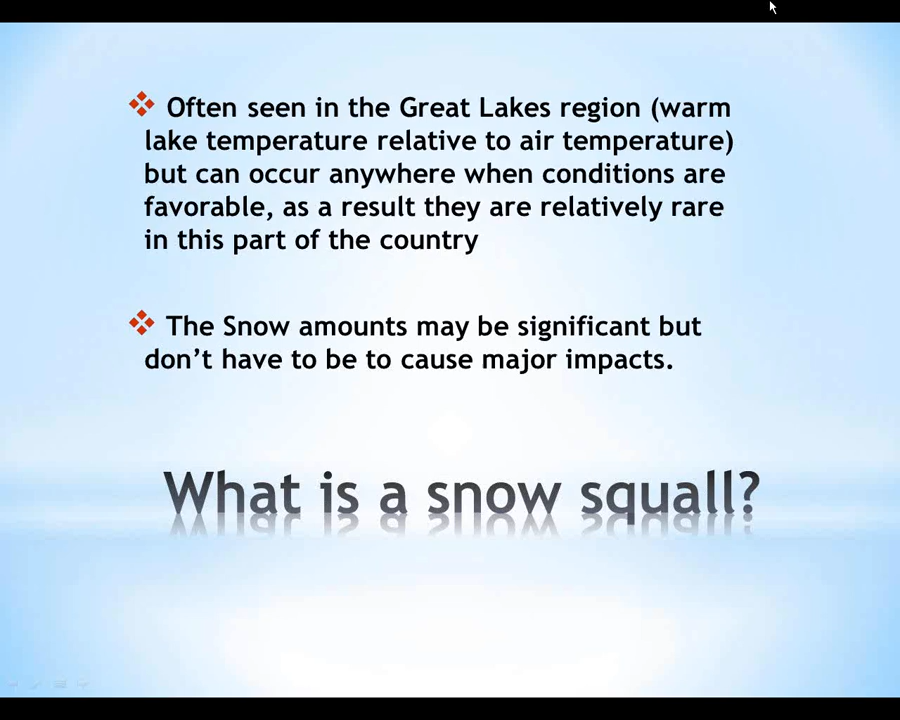 Often seen in the Great Lakes region (warm
lake temperature relative to air temperature)
but can occur anywhere when conditions are
favorable, as a result they are relatively rare
in this part of the country
The Snow amounts may be significant but
don’t have to be to cause major impacts.
What is a snow squall?